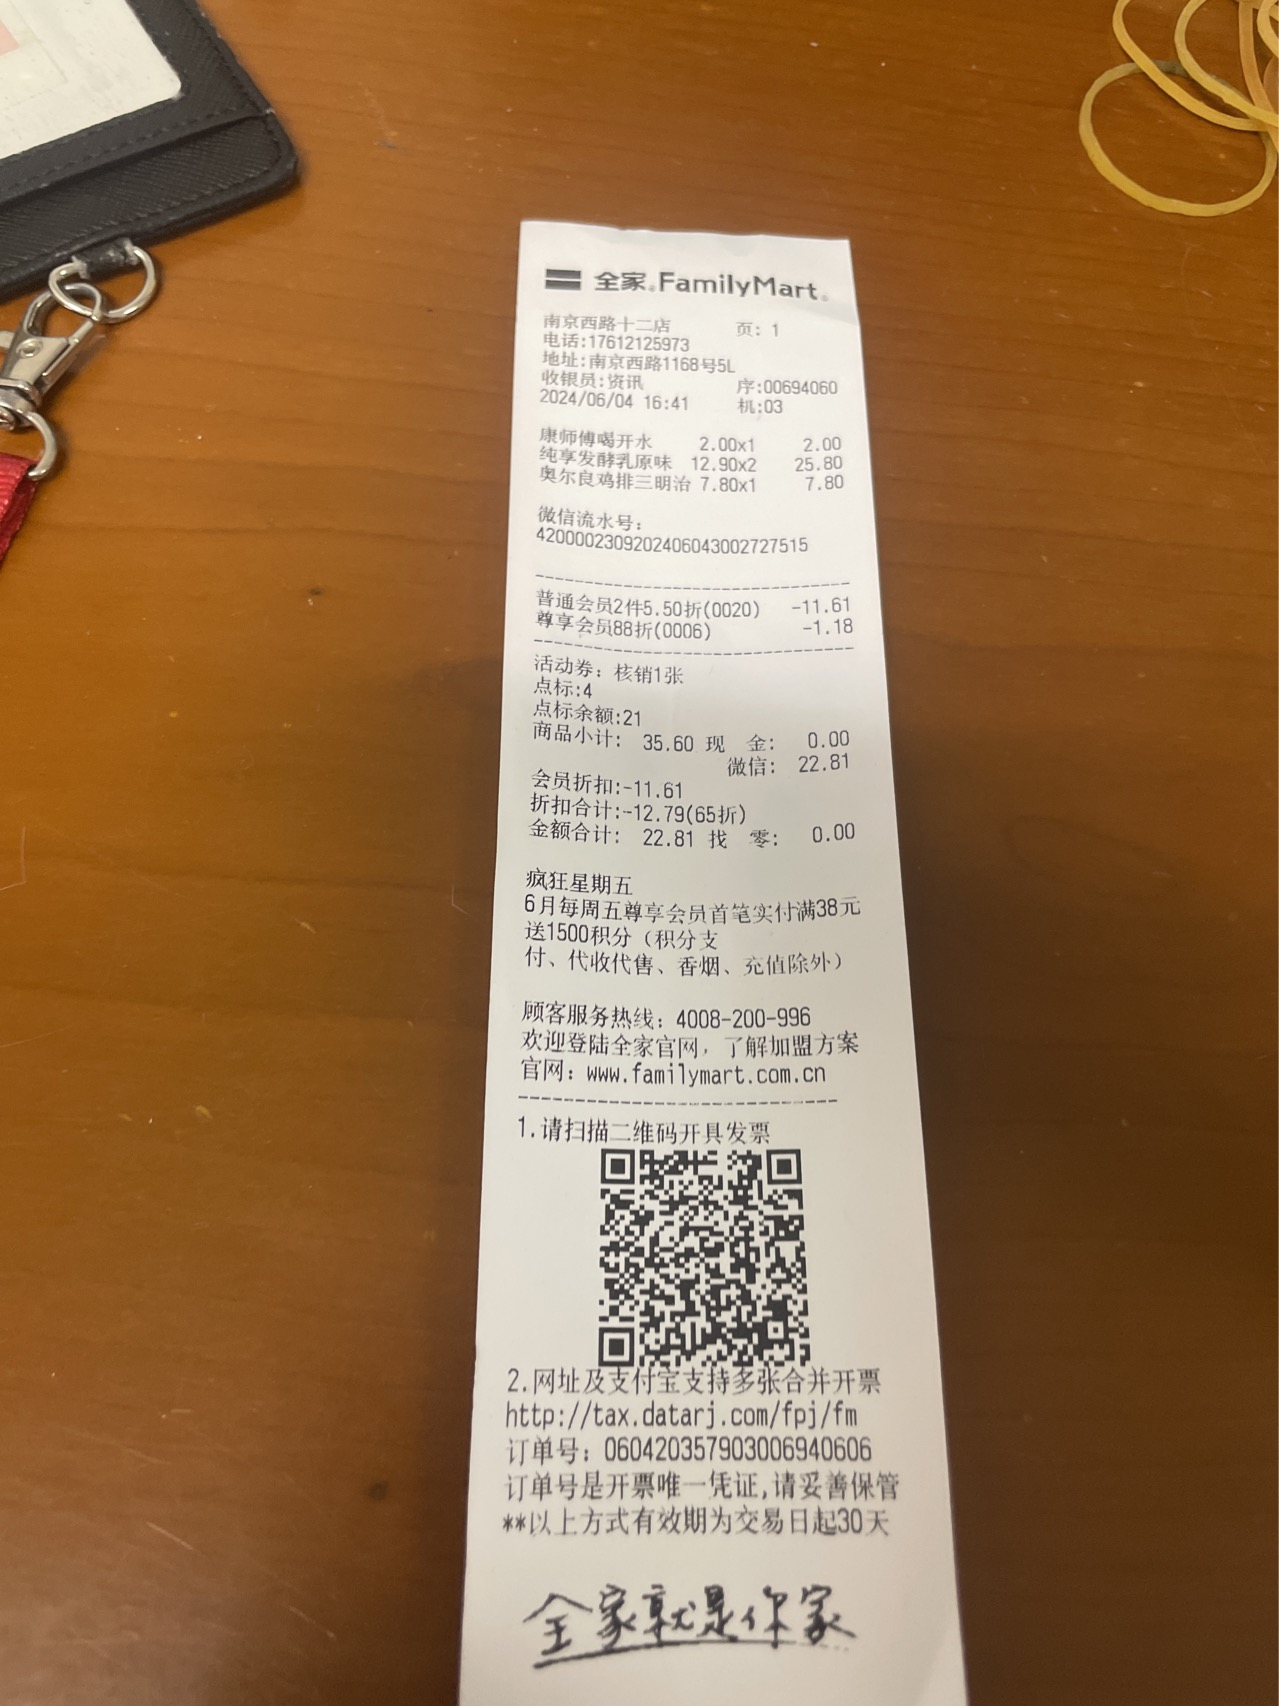 全家®FamilyMart®
南京西路十二店 页: 1
电话:17612125973
地址:南京西路1168号5L
收银员:资讯 序:00694060
2024/06/04 16:41 机:03
康师傅喝开水 2.00x1 2.00
纯享发酵乳原味 12.90x2 25.80
奥尔良鸡排三明治 7.80x1 7.80
微信流水号:
4200002309202406043002727515
普通会员2件5.50折(0020) -11.61
尊享会员88折(0006) -1.18
活动券: 核销1张
点标:4
点标余额:21
商品小计: 35.60 现 金: 0.00
微信: 22.81
会员折扣:-11.61
折扣合计:-12.79(65折)
金额合计: 22.81 找 零: 0.00
疯狂星期五
6月每周五尊享会员首笔实付满38元
送1500积分（积分支
付、代收代售、香烟、充值除外）
顾客服务热线: 4008-200-996
欢迎登陆全家官网, 了解加盟方案
官网: www.familymart.com.cn
1.请扫描二维码开具发票
2.网址及支付宝支持多张合并开票
http://tax.datarj.com/fpj/fm
订单号: 060420357903006940606
订单号是开票唯一凭证,请妥善保管
**以上方式有效期为交易日起30天
全家就是你家